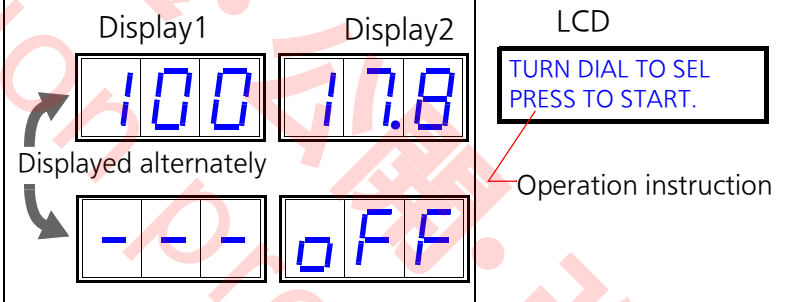 Display1 Display2 LCD
100 17.8
TURN DIAL TO SEL
PRESS TO START.
Displayed alternately
Operation instruction
--- oFF